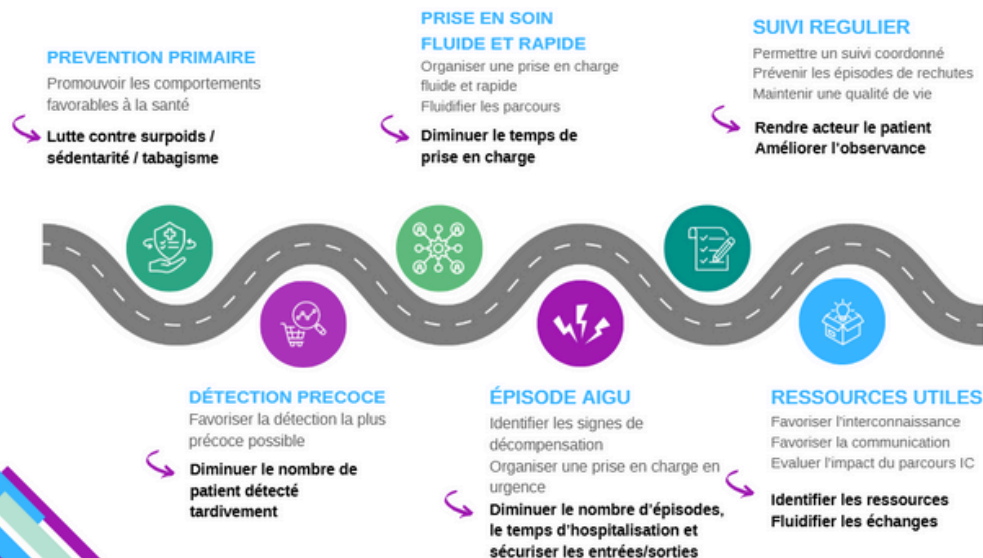 PREVENTION PRIMAIRE
Promouvoir les comportements
favorables à la santé
Lutte contre surpoids /
sédentarité / tabagisme
PRISE EN SOIN
FLUIDE ET RAPIDE
Organiser une prise en charge
fluide et rapide
Fluidifier les parcours
Diminuer le temps de
prise en charge
SUIVI REGULIER
Permettre un suivi coordonné
Prévenir les épisodes de rechutes
Maintenir une qualité de vie
Rendre acteur le patient
Améliorer l'observance
DÉTECTION PRECOCE
Favoriser la détection la plus
précoce possible
Diminuer le nombre de
patient détecté
tardivement
ÉPISODE AIGU
Identifier les signes de
décompensation
Organiser une prise en charge en
urgence
Diminuer le nombre d'épisodes,
le temps d'hospitalisation et
sécuriser les entrées/sorties
RESSOURCES UTILES
Favoriser l'interconnaissance
Favoriser la communication
Evaluer l'impact du parcours IC
Identifier les ressources
Fluidifier les échanges